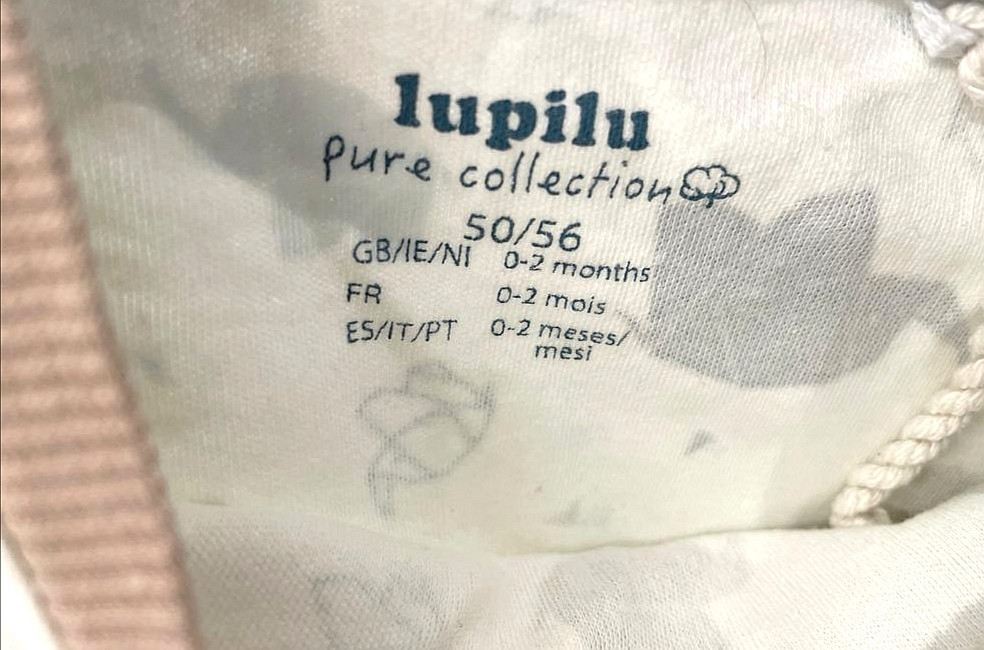 lupilu
pure collection
50/56
GB/IE/NI 0-2 months
FR 0-2 mois
ES/IT/PT 0-2 meses/
mesi